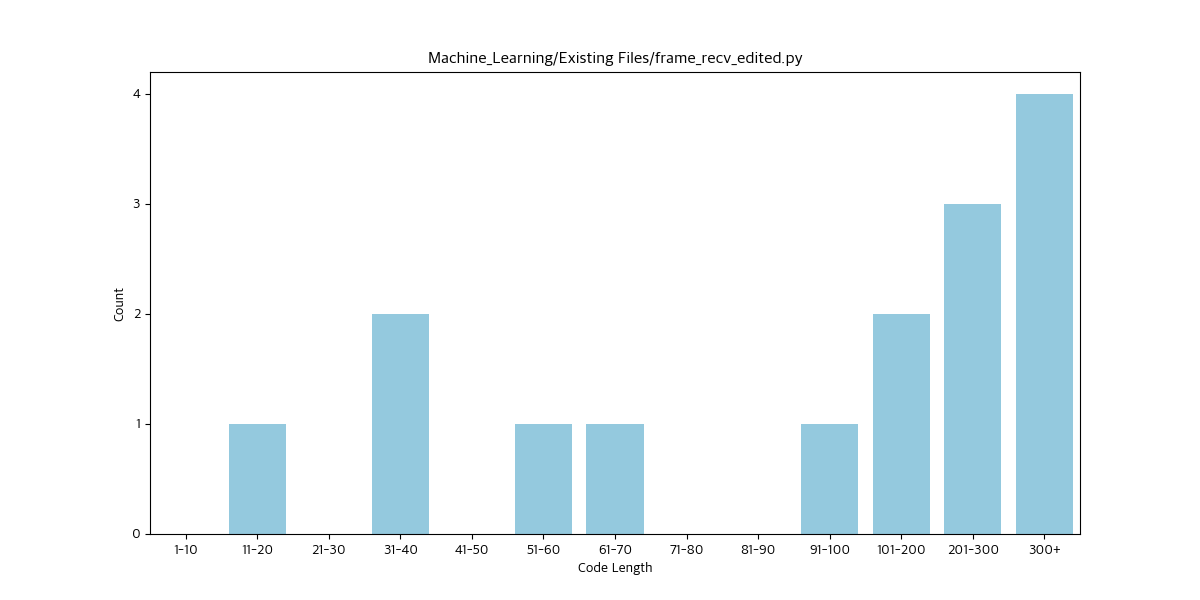 Machine_Learning/Existing Files/frame_recv_edited.py
Count
4
3
2
1
0
1-10 11-20 21-30 31-40 41-50 51-60 61-70 71-80 81-90 91-100 101-200 201-300 300+
Code Length